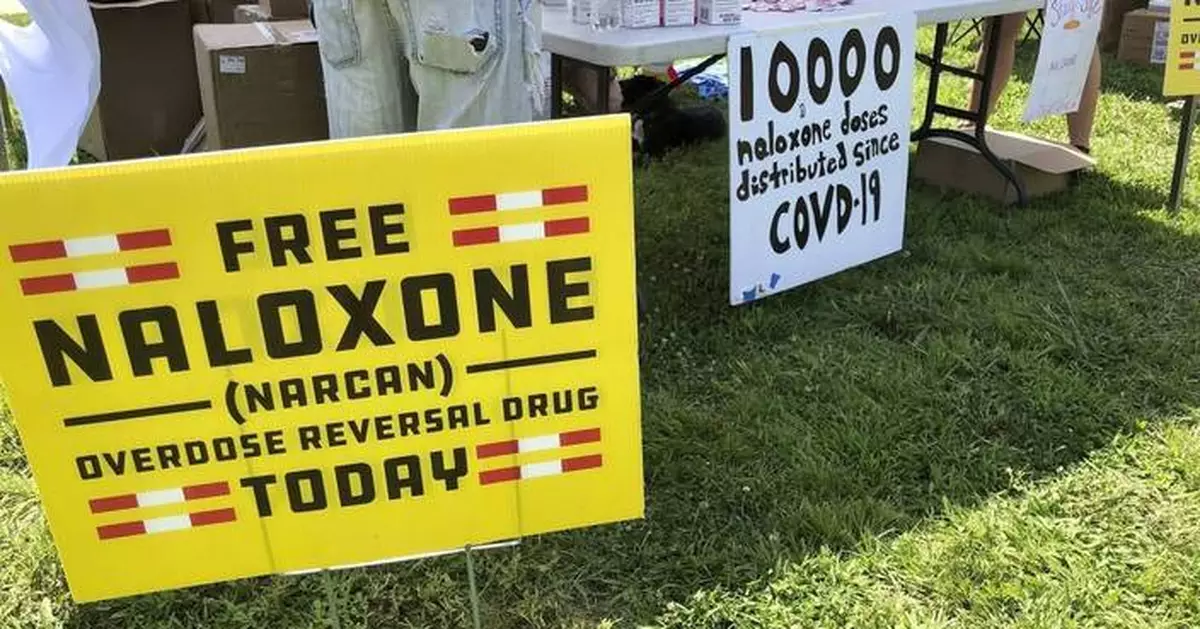 FREE
NALOXONE
(NARCAN)
OVERDOSE REVERSAL DRUG
TODAY
10000
naloxone doses
distributed since
COVD-19